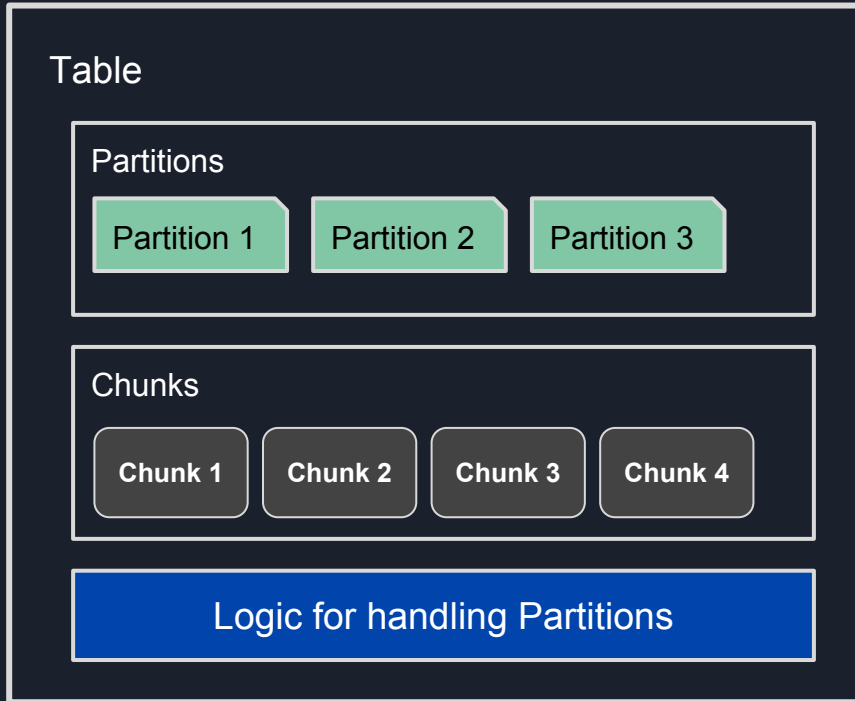 Table
Partitions
Partition 1 Partition 2 Partition 3
Chunks
Chunk 1 Chunk 2 Chunk 3 Chunk 4
Logic for handling Partitions